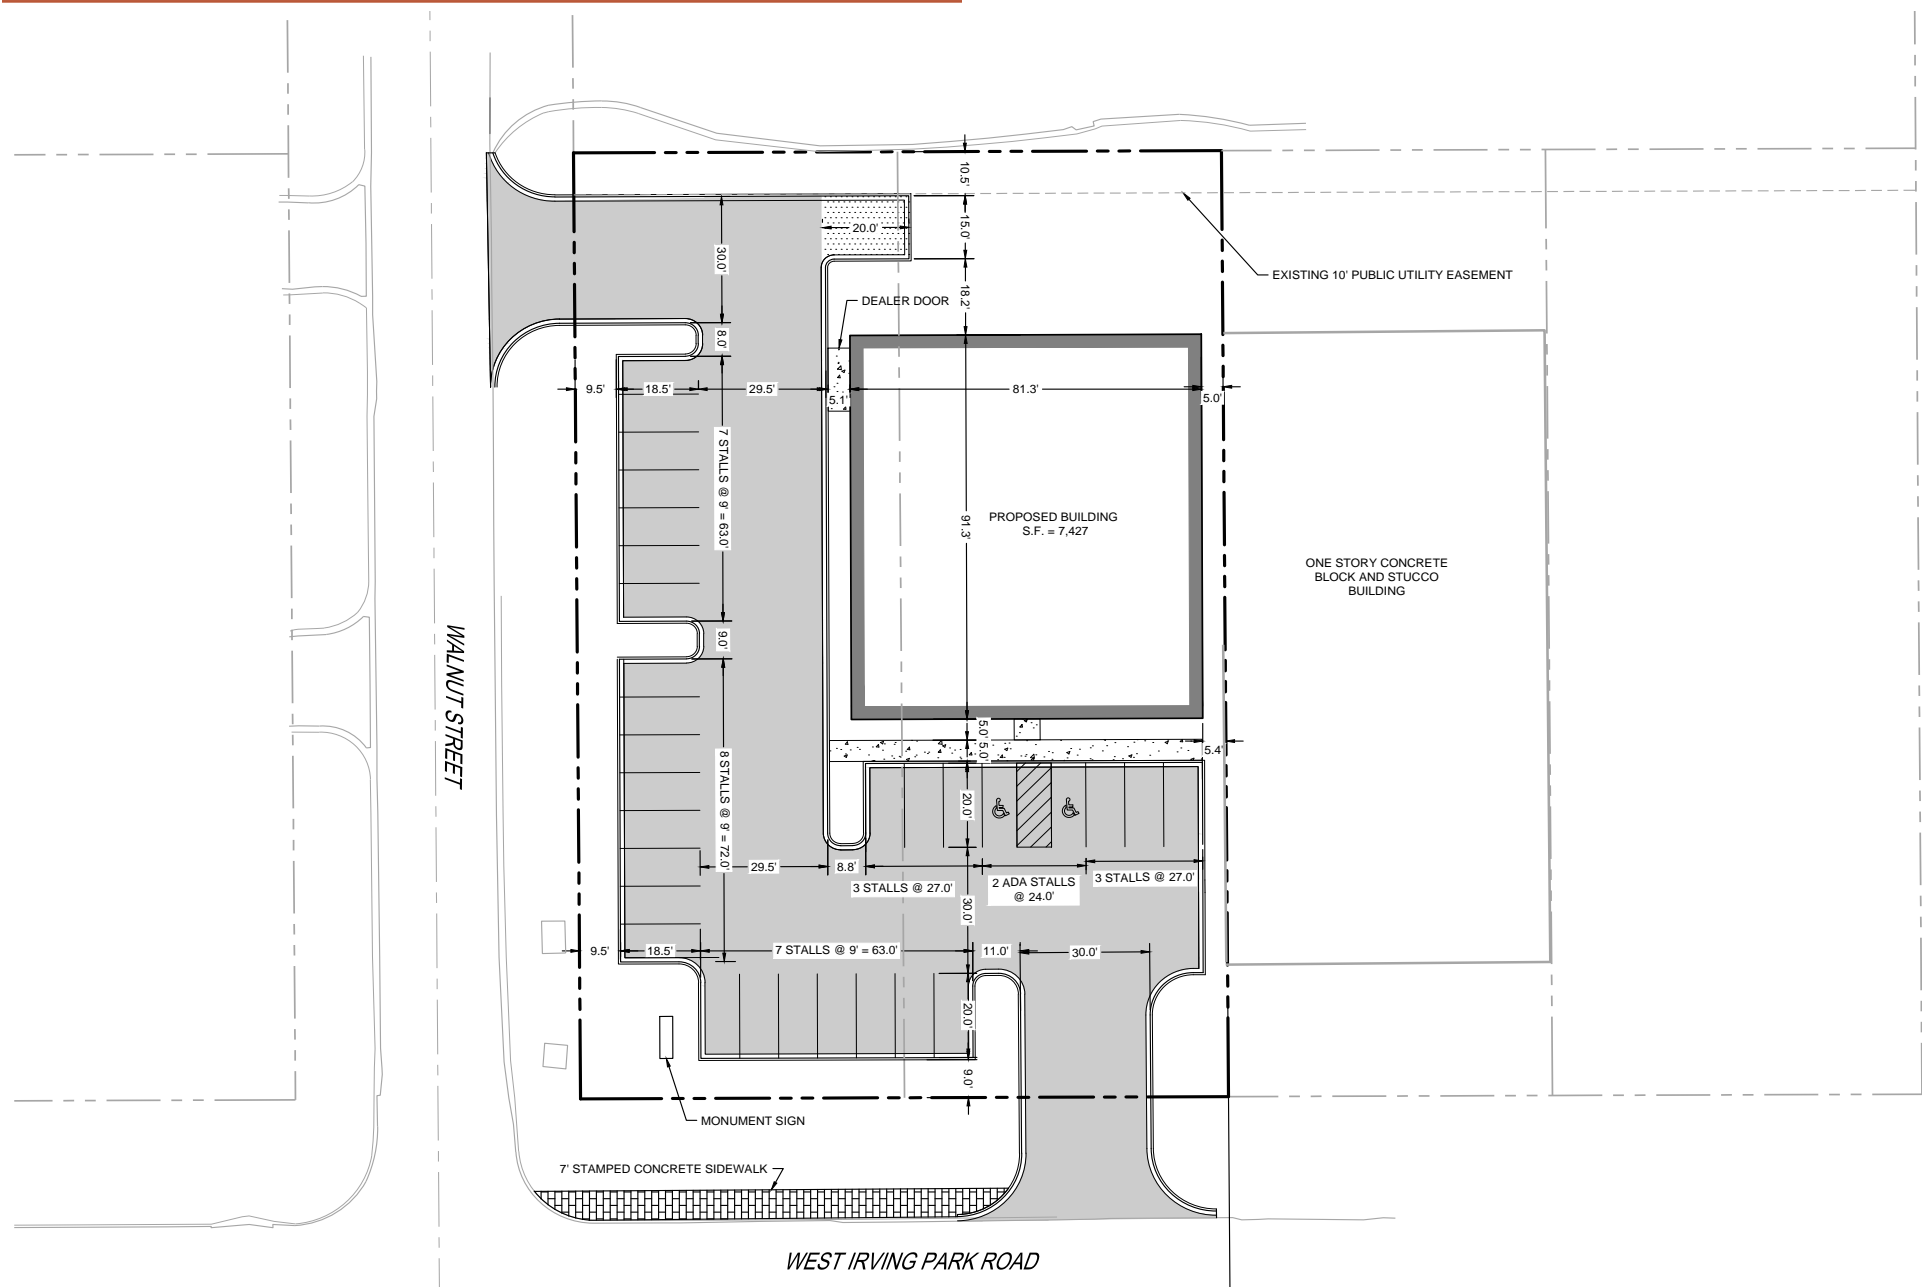 10.5'
20.0'
15.0'
30.0'
EXISTING 10' PUBLIC UTILITY EASEMENT
DEALER DOOR
18.2'
8.0'
9.5'
18.5'
29.5'
5.1'
81.3'
5.0'
7 STALLS @ 9' = 63.0'
91.3'
PROPOSED BUILDING
S.F. = 7,427
ONE STORY CONCRETE
BLOCK AND STUCCO
BUILDING
9.0'
WALNUT STREET
5.0'
5.0'
5.4'
8 STALLS @ 9' = 72.0'
20.0'
29.5'
8.8'
3 STALLS @ 27.0'
2 ADA STALLS
@ 24.0'
3 STALLS @ 27.0'
30.0'
9.5'
18.5'
7 STALLS @ 9' = 63.0'
11.0'
30.0'
20.0'
9.0'
MONUMENT SIGN
7' STAMPED CONCRETE SIDEWALK
WEST IRVING PARK ROAD